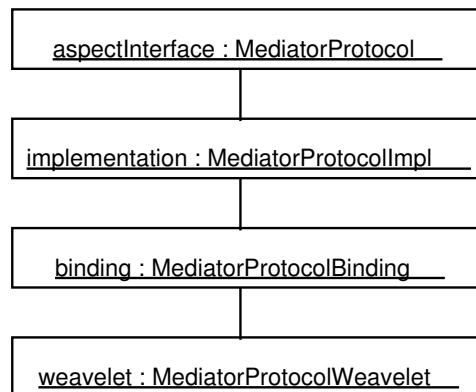 aspectInterface : MediatorProtocol
implementation : MediatorProtocolImpl
binding : MediatorProtocolBinding
weavelet : MediatorProtocolWeavelet